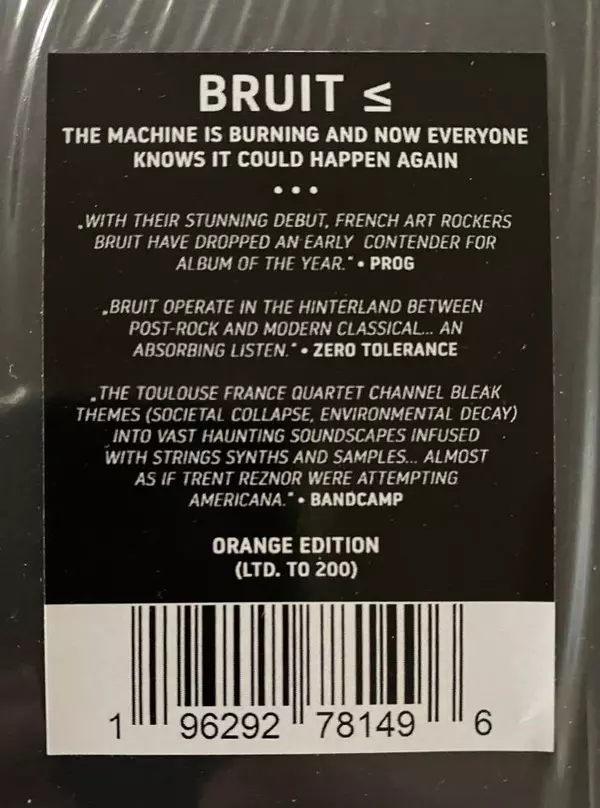 BRUIT ≤
THE MACHINE IS BURNING AND NOW EVERYONE
KNOWS IT COULD HAPPEN AGAIN
•••
„WITH THEIR STUNNING DEBUT, FRENCH ART ROCKERS
BRUIT HAVE DROPPED AN EARLY CONTENDER FOR
ALBUM OF THE YEAR.“ • PROG
„BRUIT OPERATE IN THE HINTERLAND BETWEEN
POST-ROCK AND MODERN CLASSICAL... AN
ABSORBING LISTEN.“ • ZERO TOLERANCE
„THE TOULOUSE FRANCE QUARTET CHANNEL BLEAK
THEMES (SOCIETAL COLLAPSE, ENVIRONMENTAL DECAY)
INTO VAST HAUNTING SOUNDSCAPES INFUSED
WITH STRINGS SYNTHS AND SAMPLES... ALMOST
AS IF TRENT REZNOR WERE ATTEMPTING
AMERICANA.“ • BANDCAMP
ORANGE EDITION
(LTD. TO 200)
1 96292 78149 6